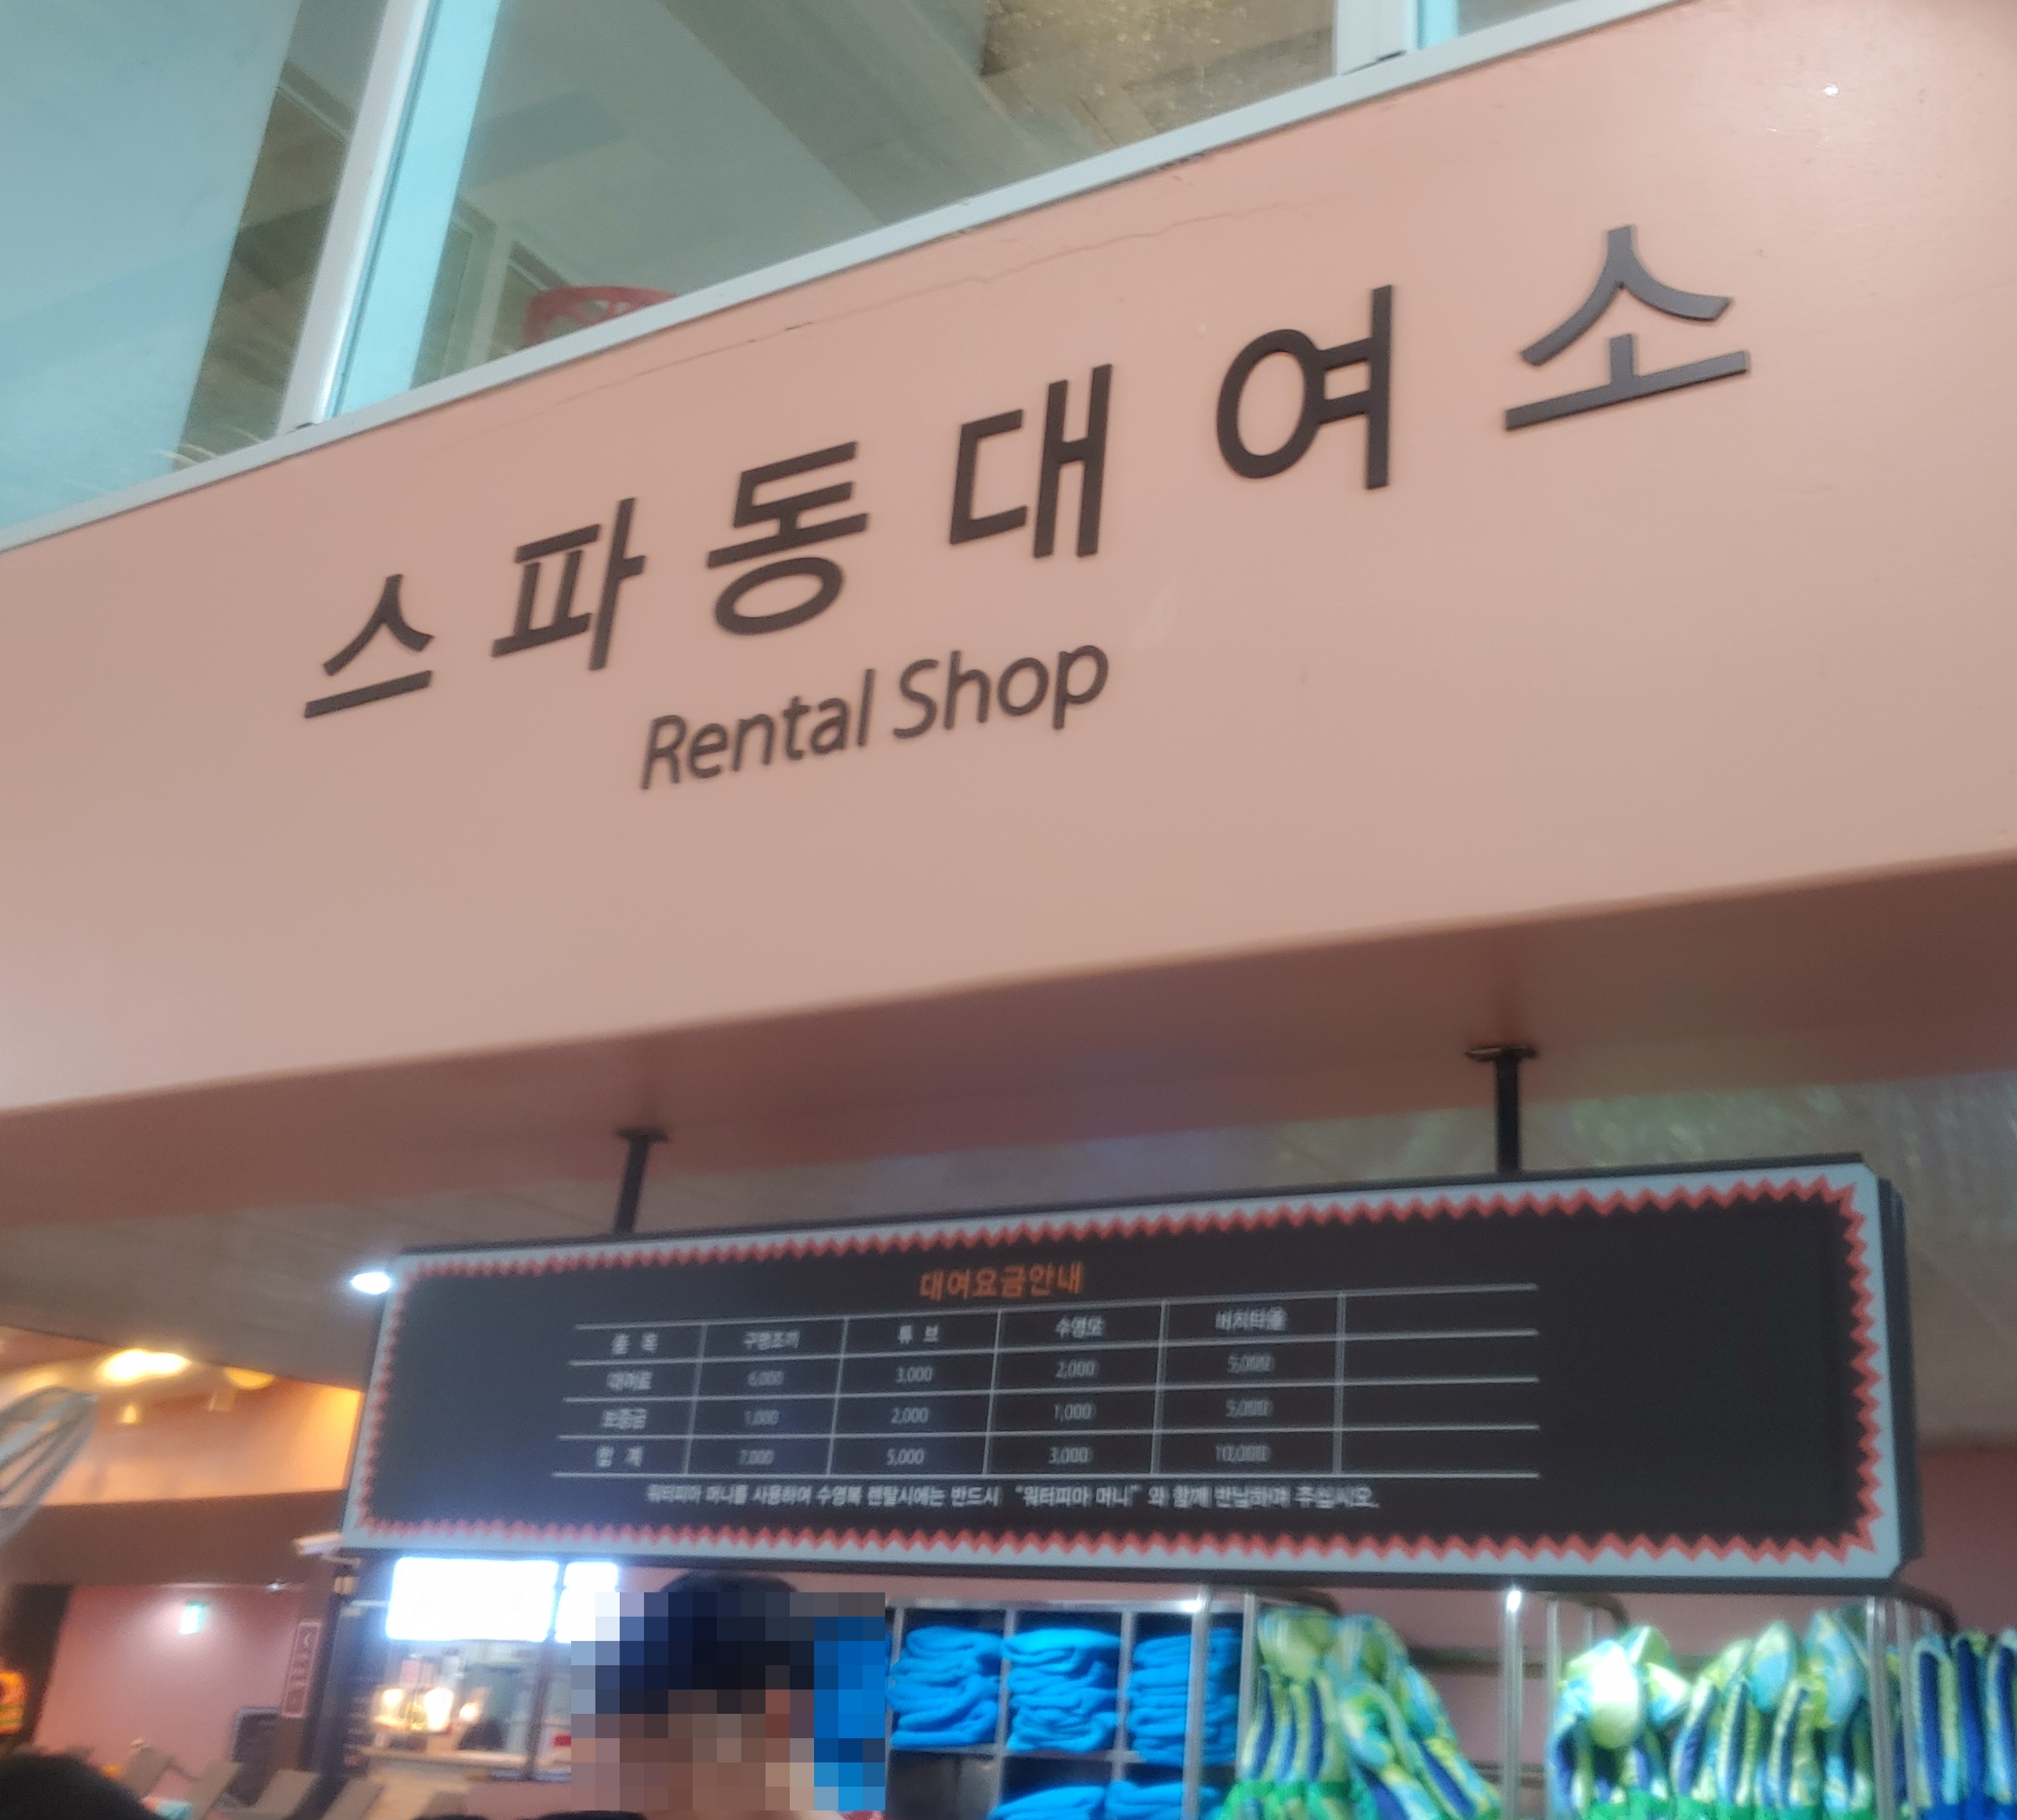 스파동대여소
Rental Shop
대여요금안내
품 목 구명조끼 튜 브 수영모 비치타올
대여료 6,000 3,000 2,000 5,000
보증금 1,000 2,000 1,000 5,000
합 계 7,000 5,000 3,000 10,000
워터피아 머니를 사용하여 수영복 렌탈시에는 반드시 “워터피아 머니” 와 함께 반납하여 주십시오.